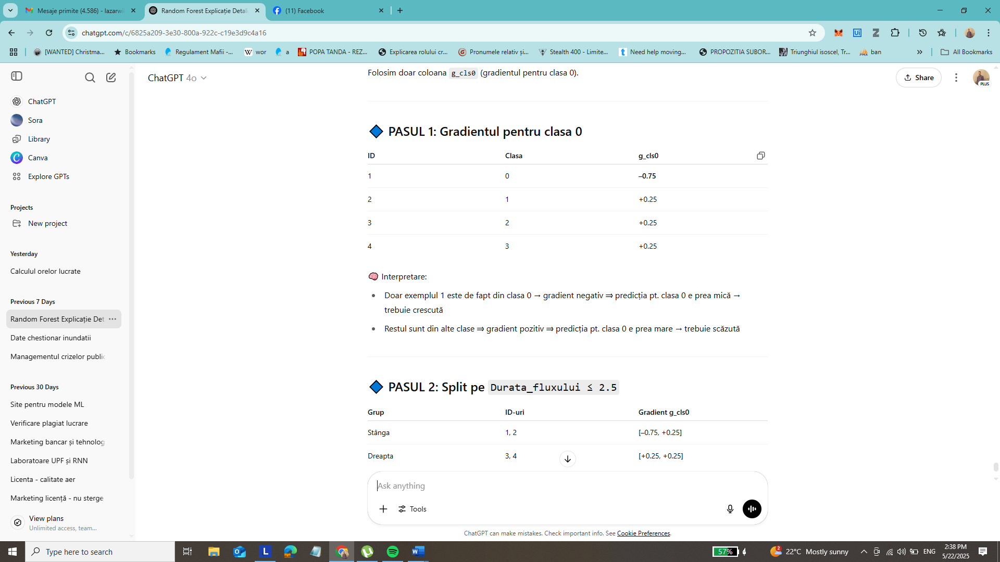 Mesaje primite (4.586) - lazarwi
Random Forest Explicație Detali
(11) Facebook
chatgpt.com/c/6825a209-3e30-800a-922c-c19e3d9c4a16
[WANTED] Christma...
Bookmarks
Regulament Mafii -...
wor
a
POPA TANDA - REZ...
Explicarea rolului cr...
Pronumele relativ și...
Stealth 400 - Limite...
Need help moving...
PROPOZITIA SUBOR...
Triunghiul isoscel, Tr...
ban
All Bookmarks
ChatGPT 4o
Share
PLUS
ChatGPT
Sora
Library
Canva
Explore GPTs
Projects
New project
Yesterday
Calculul orelor lucrate
Previous 7 Days
Random Forest Explicație Det
Date chestionar inundatii
Managementul crizelor public
Previous 30 Days
Site pentru modele ML
Verificare plagiat lucrare
Marketing bancar și tehnolog
Laboratoare UPF și RNN
Licenta - calitate aer
Marketing licență - nu sterge
View plans
Unlimited access, team...
Folosim doar coloana g_cls0 (gradientul pentru clasa 0).
PASUL 1: Gradientul pentru clasa 0
ID Clasa g_cls0
1 0 –0.75
2 1 +0.25
3 2 +0.25
4 3 +0.25
Interpretare:
• Doar exemplul 1 este de fapt din clasa 0 → gradient negativ ⇒ predicția pt. clasa 0 e prea mică →
trebuie crescută
• Restul sunt din alte clase ⇒ gradient pozitiv ⇒ predicția pt. clasa 0 e prea mare → trebuie scăzută
PASUL 2: Split pe Durata_fluxului ≤ 2.5
Grup ID-uri Gradient g_cls0
Stânga 1, 2 [–0.75, +0.25]
Dreapta 3, 4 [+0.25, +0.25]
Ask anything
Tools
ChatGPT can make mistakes. Check important info. See Cookie Preferences.
Type here to search
57%
22°C Mostly sunny
ENG
2:38 PM
5/22/2025